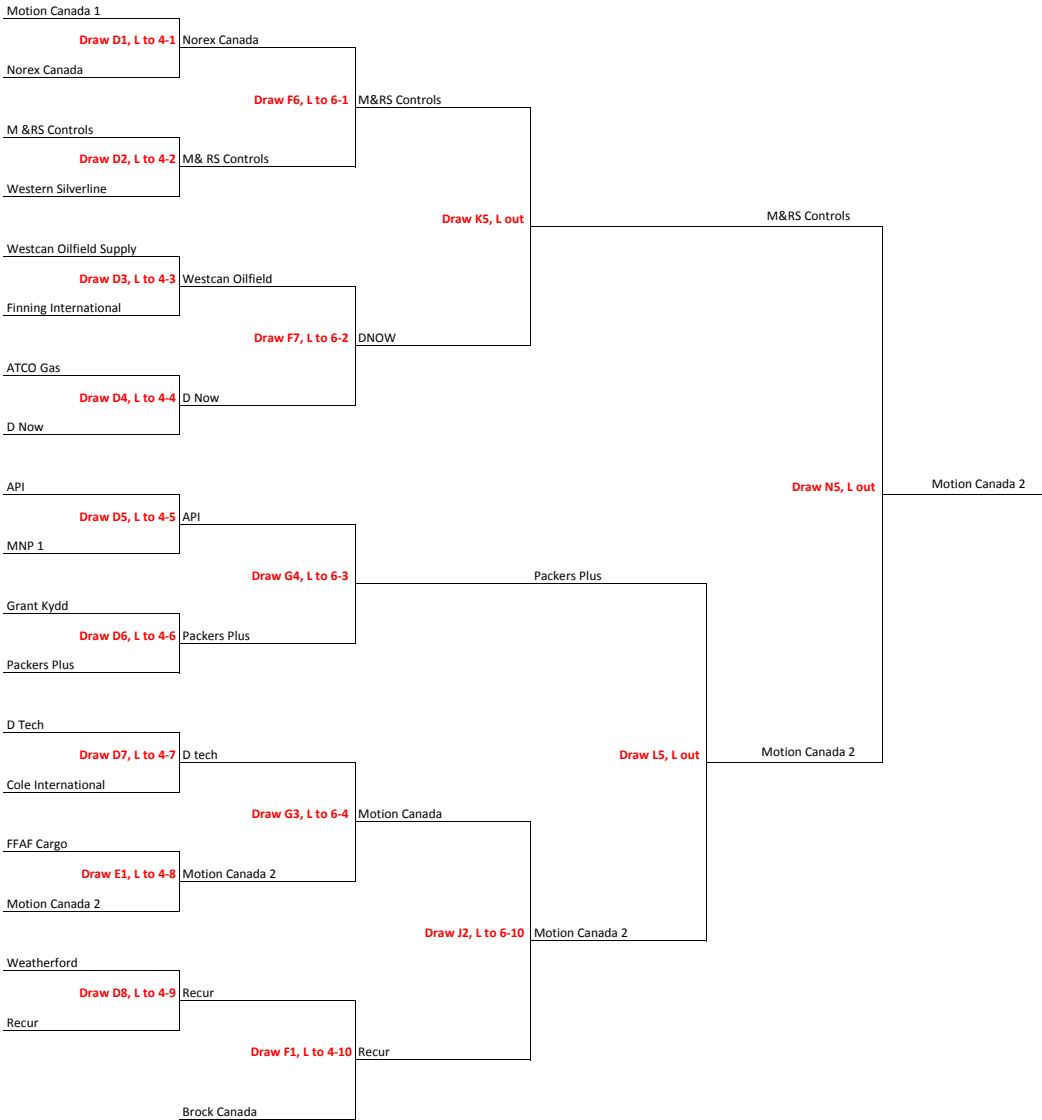 Motion Canada 1
Draw D1, L to 4-1 Norex Canada
Norex Canada
Draw F6, L to 6-1 M&RS Controls
M &RS Controls
Draw D2, L to 4-2 M& RS Controls
Western Silverline
Draw K5, L out M&RS Controls
Westcan Oilfield Supply
Draw D3, L to 4-3 Westcan Oilfield
Finning International
Draw F7, L to 6-2 DNOW
ATCO Gas
Draw D4, L to 4-4 D Now
D Now
API
Draw N5, L out Motion Canada 2
Draw D5, L to 4-5 API
MNP 1
Draw G4, L to 6-3 Packers Plus
Grant Kydd
Draw D6, L to 4-6 Packers Plus
Packers Plus
D Tech
Draw D7, L to 4-7 D tech
Draw L5, L out Motion Canada 2
Cole International
Draw G3, L to 6-4 Motion Canada
FFAF Cargo
Draw E1, L to 4-8 Motion Canada 2
Motion Canada 2
Draw J2, L to 6-10 Motion Canada 2
Weatherford
Draw D8, L to 4-9 Recur
Recur
Draw F1, L to 4-10 Recur
Brock Canada